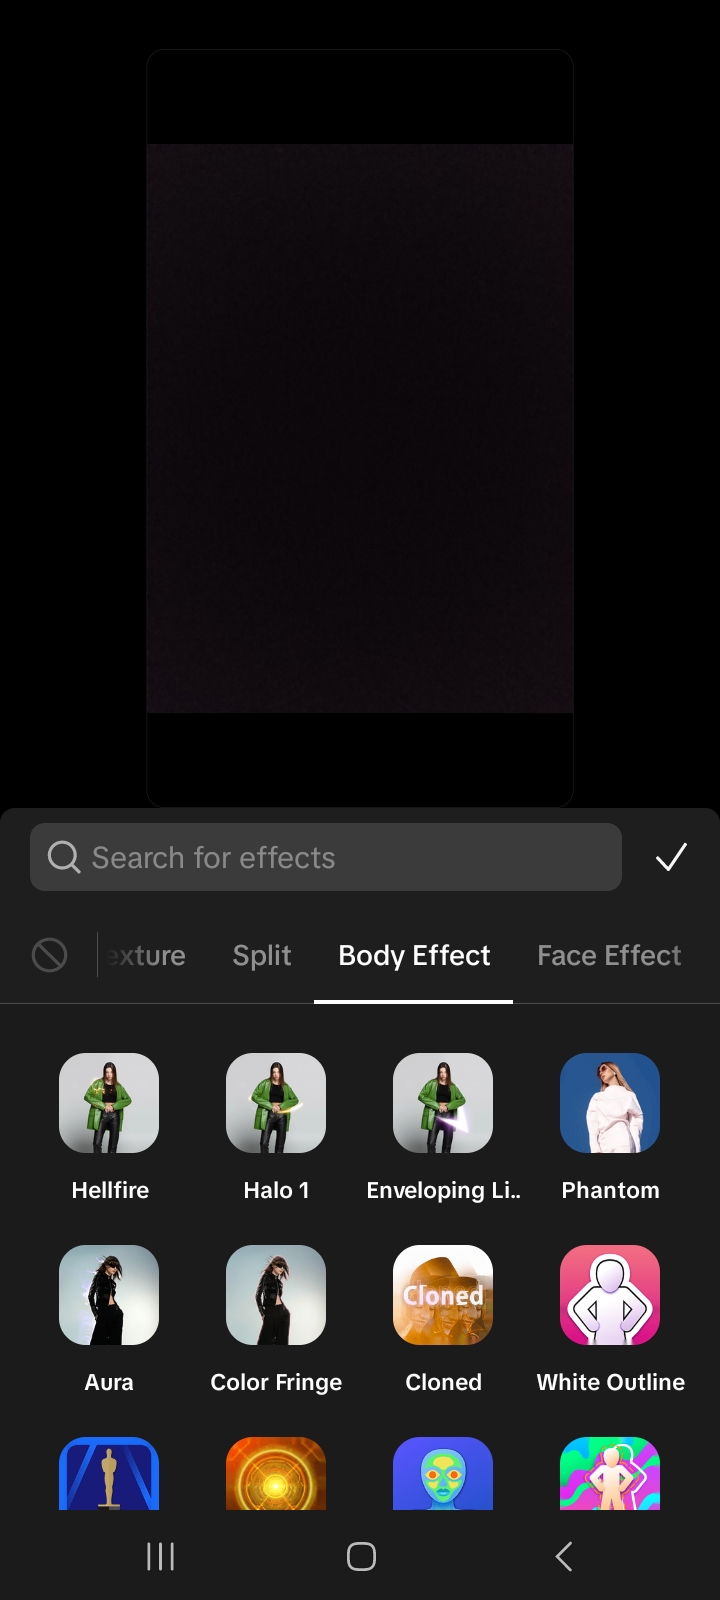 Search for effects
exture
Split
Body Effect
Face Effect
Hellfire
Halo 1
Enveloping Li..
Phantom
Cloned
Aura
Color Fringe
Cloned
White Outline